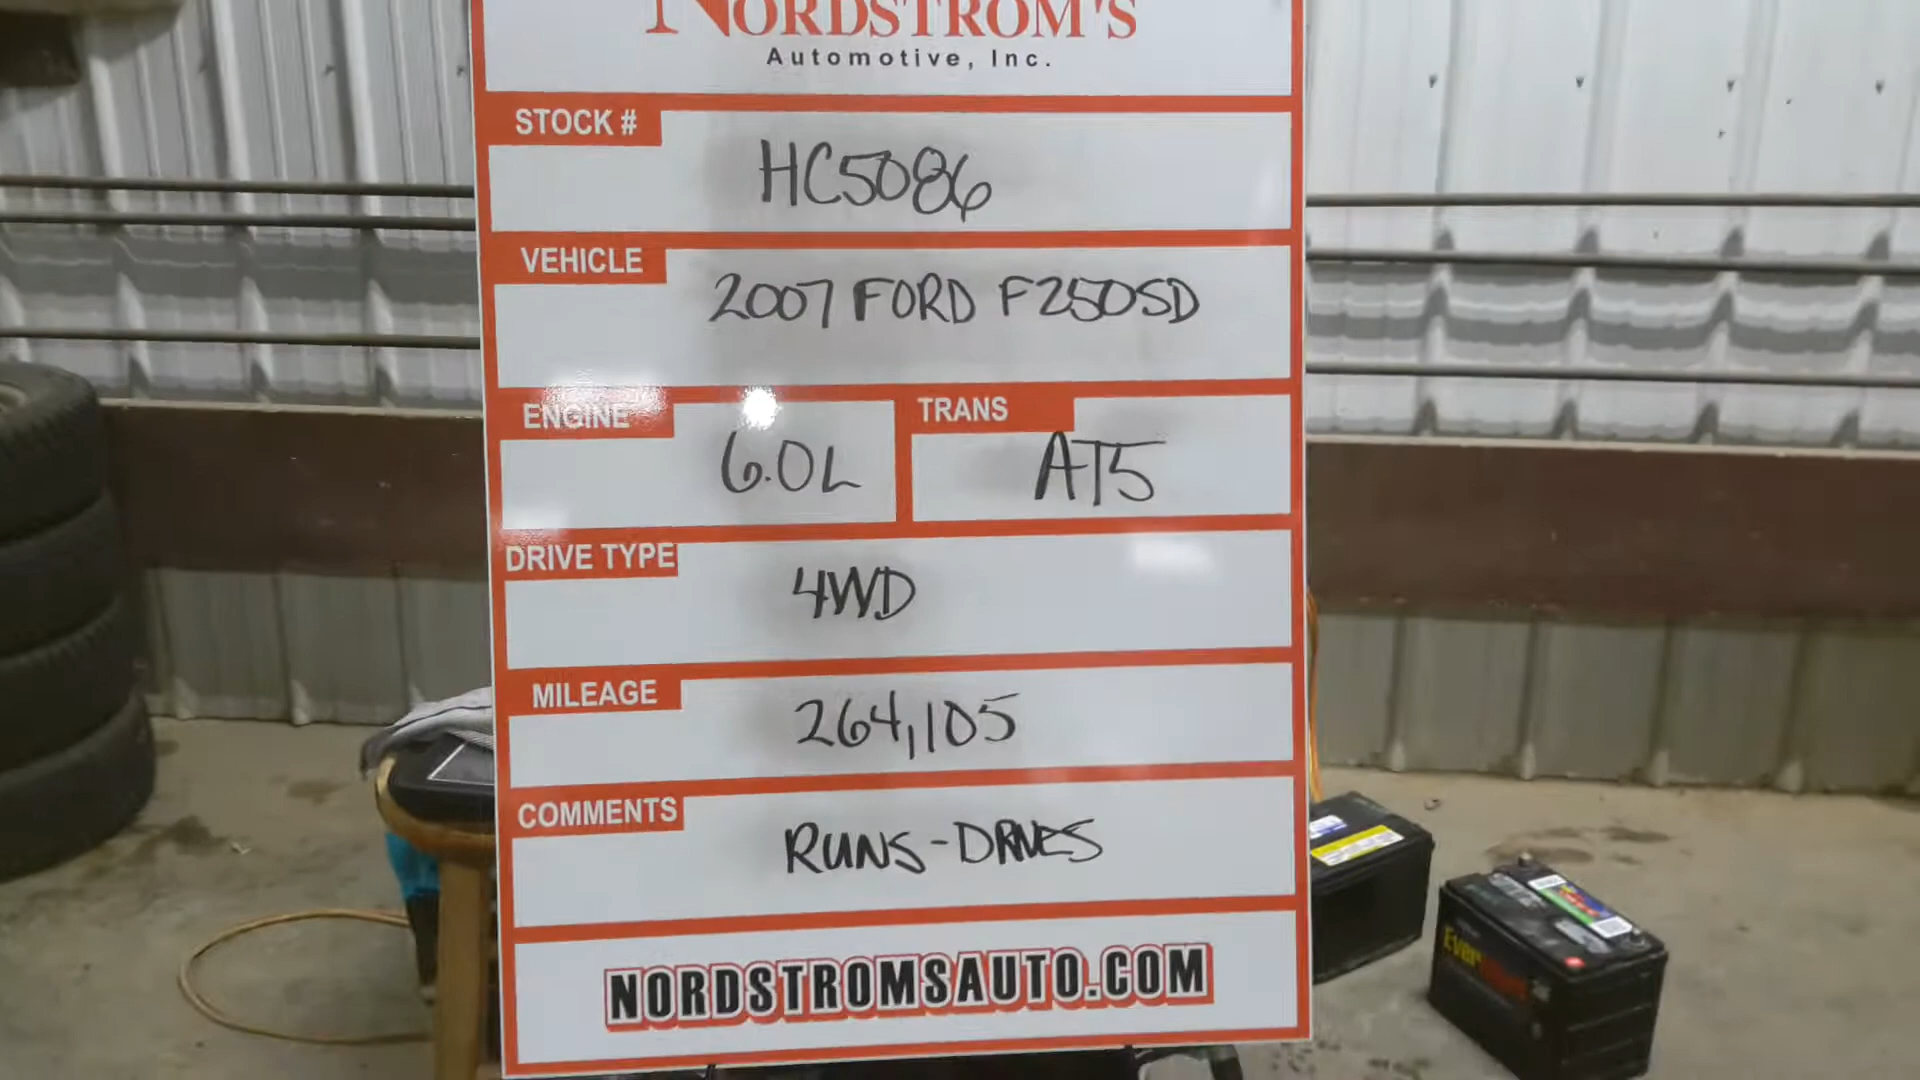 NORDSTROM'S
Automotive, Inc.
STOCK #
HC5086
VEHICLE
2007 FORD F250SD
ENGINE
6.0L
TRANS
AT5
DRIVE TYPE
4WD
MILEAGE
264,105
COMMENTS
RUNS-DRIVES
NORDSTROMSAUTO.COM
Ever